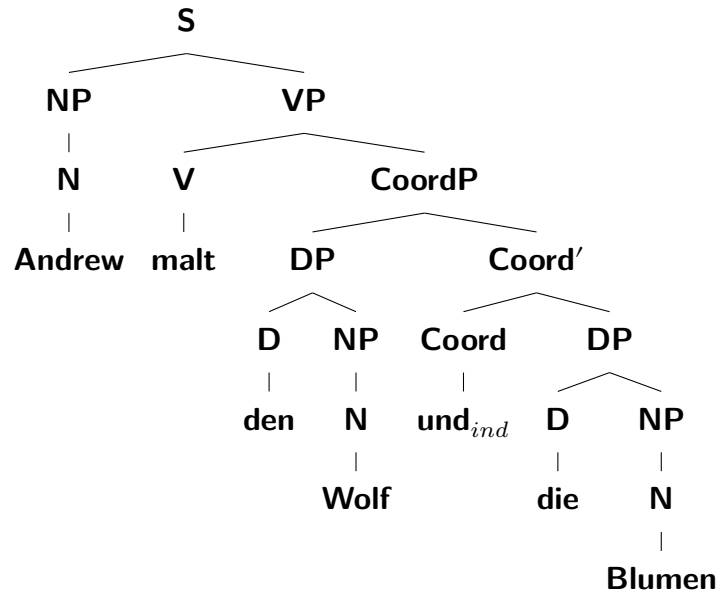 S
NP VP
N V CoordP
Andrew malt DP Coord′
D NP Coord DP
den N und_ind D NP
Wolf die N
Blumen